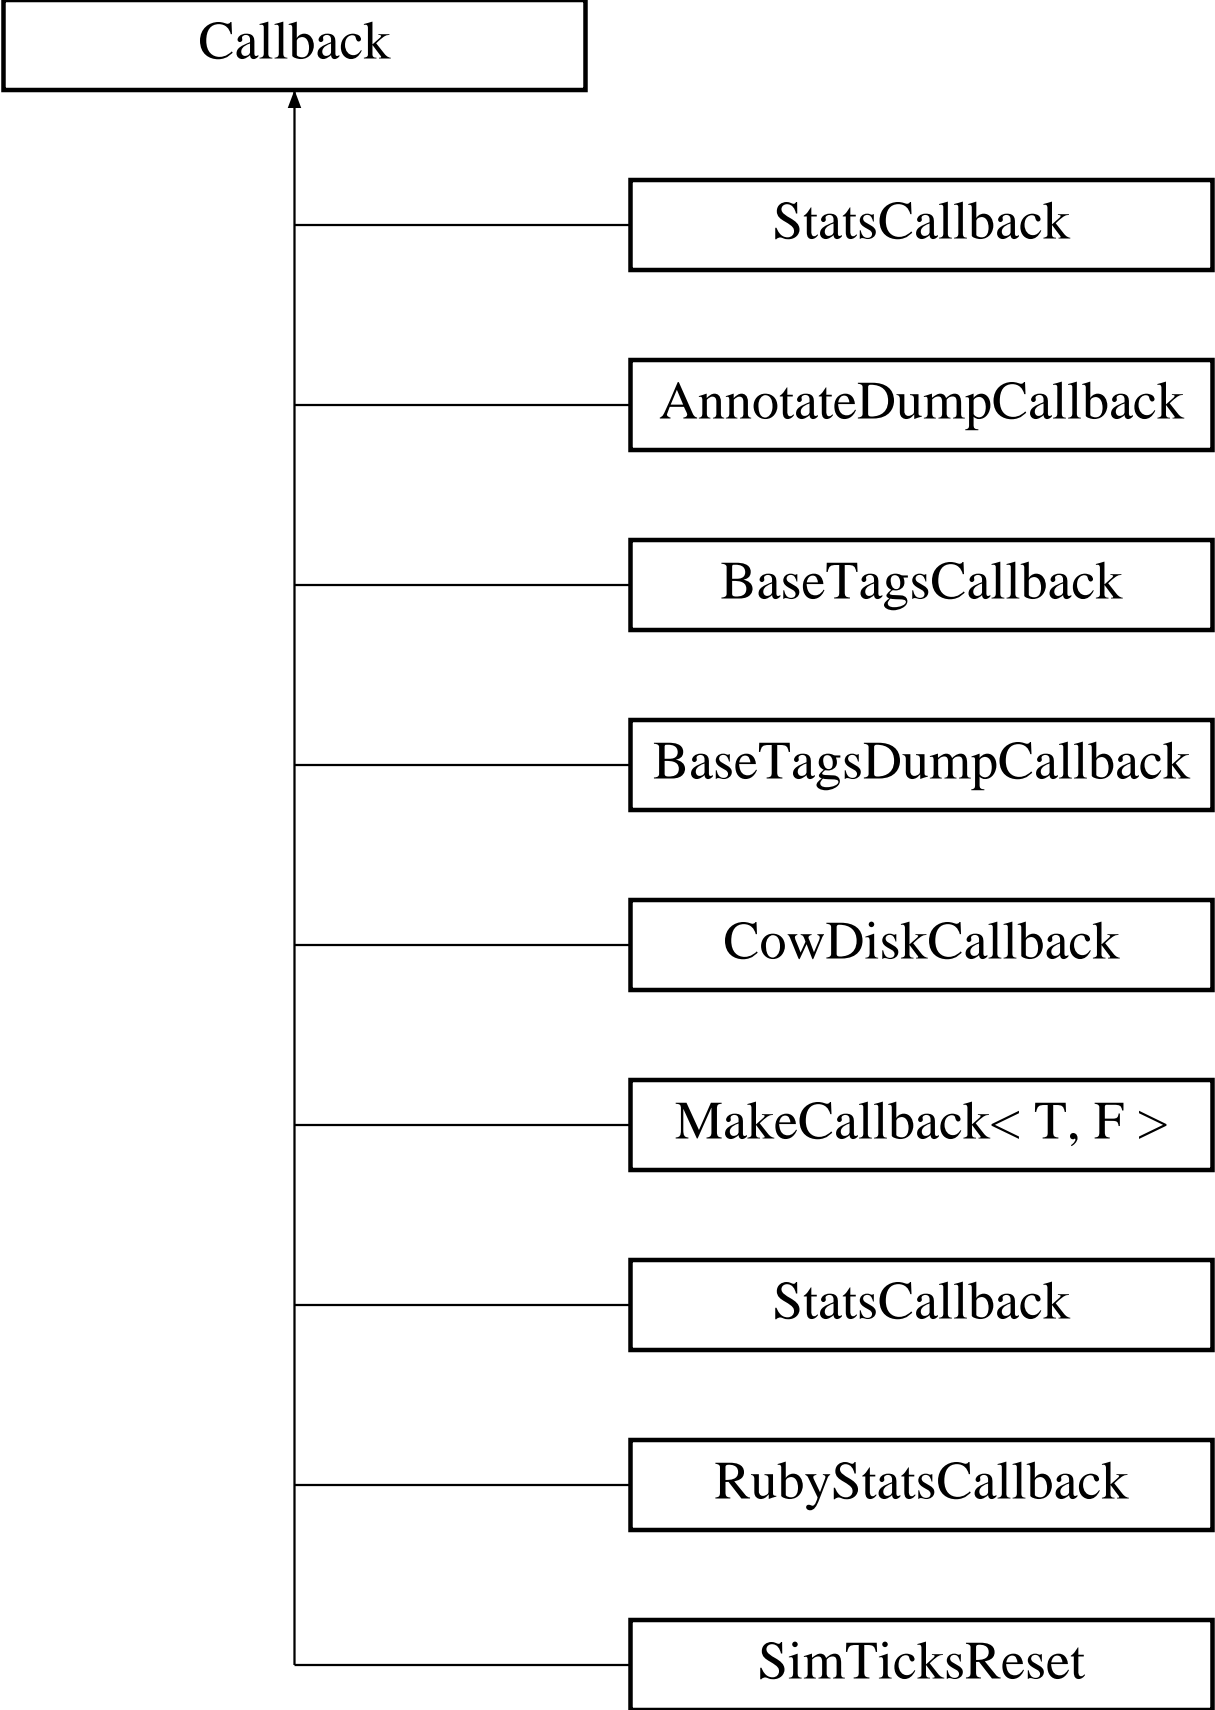 Callback
StatsCallback
AnnotateDumpCallback
BaseTagsCallback
BaseTagsDumpCallback
CowDiskCallback
MakeCallback< T, F >
StatsCallback
RubyStatsCallback
SimTicksReset